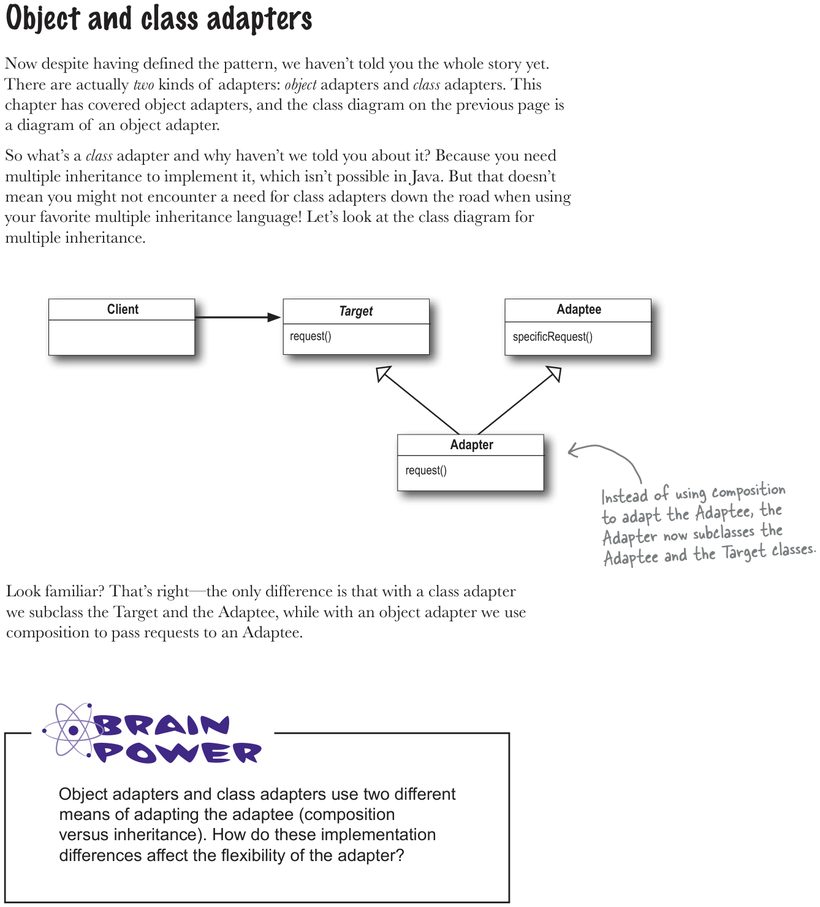 Object and class adapters
Now despite having defined the pattern, we haven't told you the whole story yet.
There are actually two kinds of adapters: object adapters and class adapters. This
chapter has covered object adapters, and the class diagram on the previous page is
a diagram of an object adapter.
So what's a class adapter and why haven't we told you about it? Because you need
multiple inheritance to implement it, which isn't possible in Java. But that doesn't
mean you might not encounter a need for class adapters down the road when using
your favorite multiple inheritance language! Let's look at the class diagram for
multiple inheritance.
Client
Target
request()
Adaptee
specificRequest()
Adapter
request()
Instead of using composition
to adapt the Adaptee, the
Adapter now subclasses the
Adaptee and the Target classes.
Look familiar? That's right—the only difference is that with a class adapter
we subclass the Target and the Adaptee, while with an object adapter we use
composition to pass requests to an Adaptee.
BRAIN
POWER
Object adapters and class adapters use two different
means of adapting the adaptee (composition
versus inheritance). How do these implementation
differences affect the flexibility of the adapter?